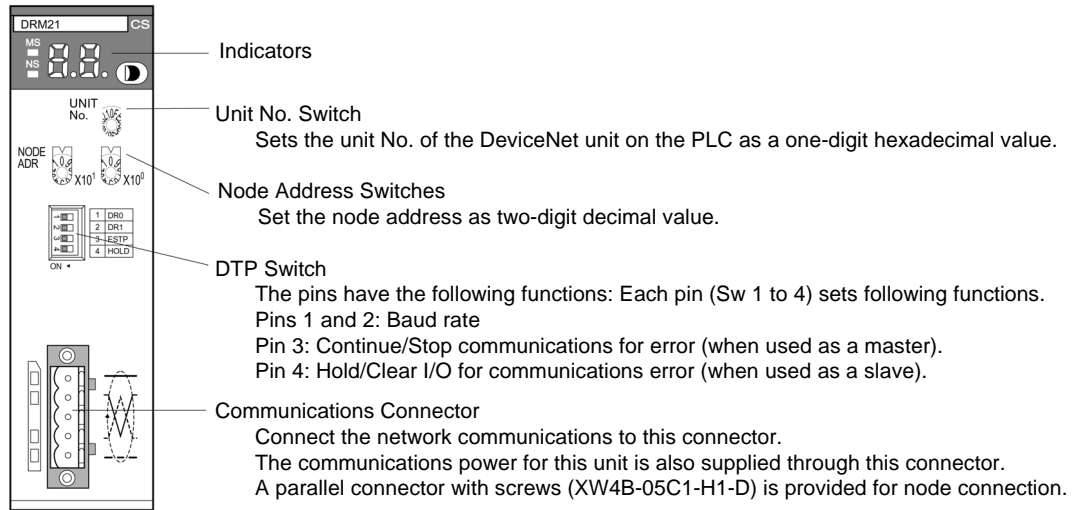 DRM21 CS
MS
NS
8.8.
Indicators
UNIT
No.
Unit No. Switch
Sets the unit No. of the DeviceNet unit on the PLC as a one-digit hexadecimal value.
NODE
ADR
X10¹ X10⁰
Node Address Switches
Set the node address as two-digit decimal value.
1 1 DR0
2 2 DR1
3 3 ESTP
4 4 HOLD
ON
DTP Switch
The pins have the following functions: Each pin (Sw 1 to 4) sets following functions.
Pins 1 and 2: Baud rate
Pin 3: Continue/Stop communications for error (when used as a master).
Pin 4: Hold/Clear I/O for communications error (when used as a slave).
Communications Connector
Connect the network communications to this connector.
The communications power for this unit is also supplied through this connector.
A parallel connector with screws (XW4B-05C1-H1-D) is provided for node connection.